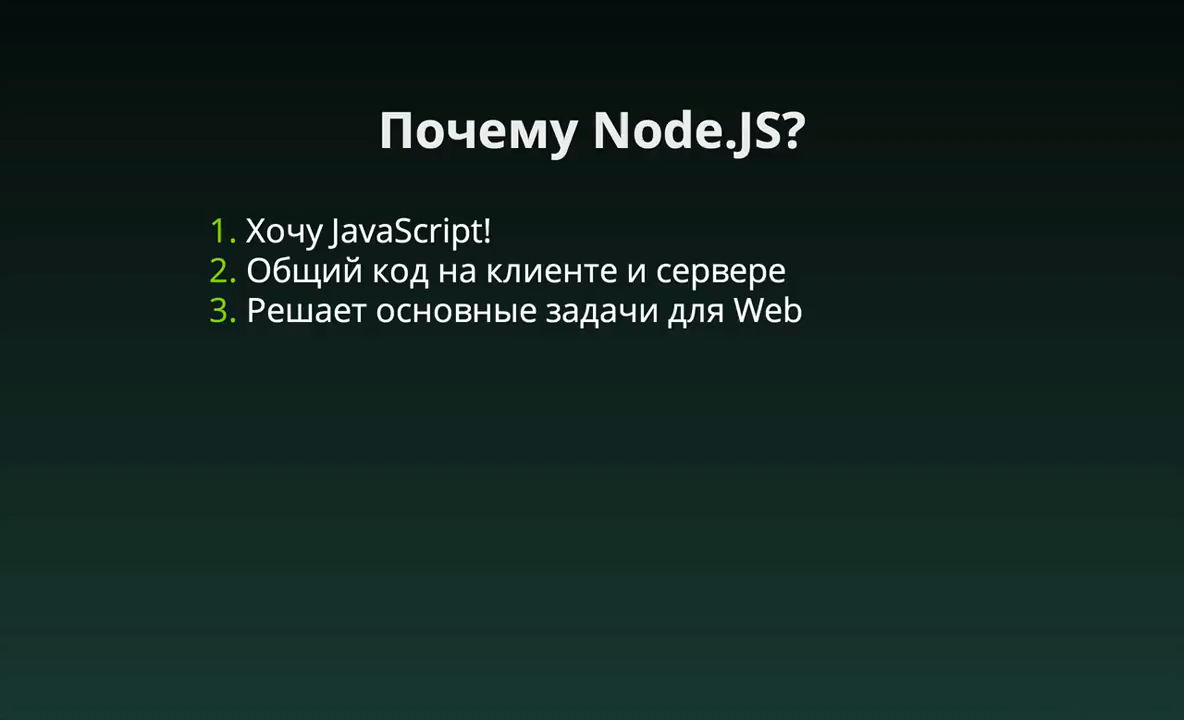 Почему Node.JS?
1. Хочу JavaScript!
2. Общий код на клиенте и сервере
3. Решает основные задачи для Web